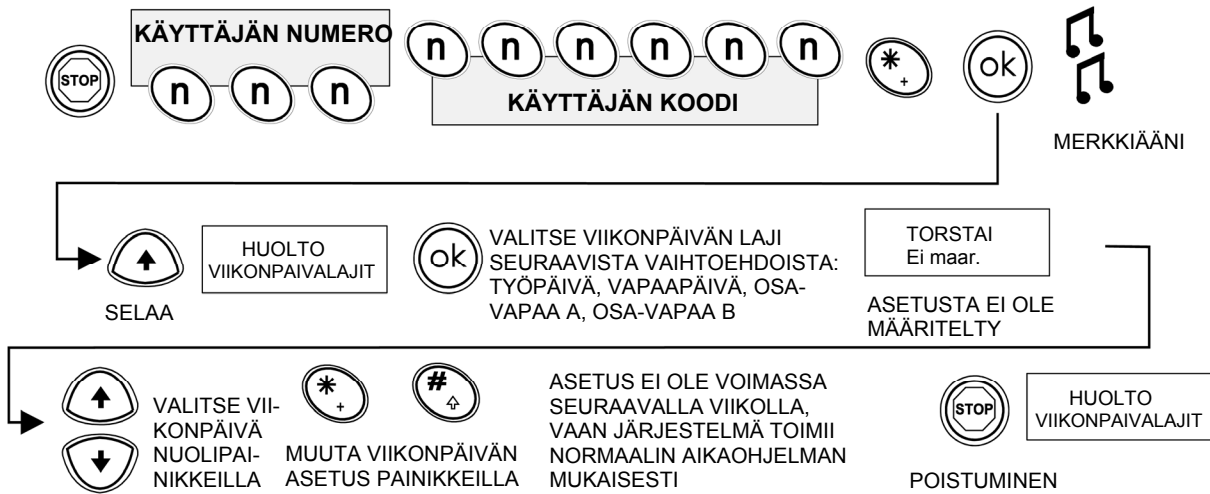 STOP
KÄYTTÄJÄN NUMERO
n n n
n n n n n n
KÄYTTÄJÄN KOODI
*
+
ok
MERKKIÄÄNI
SELAA
HUOLTO
VIIKONPAIVALAJIT
ok
VALITSE VIIKONPÄIVÄN LAJI
SEURAAVISTA VAIHTOEHDOISTA:
TYÖPÄIVÄ, VAPAAPÄIVÄ, OSA-
VAPAA A, OSA-VAPAA B
TORSTAI
Ei maar.
ASETUSTA EI OLE
MÄÄRITELTY
VALITSE VII-
KONPÄIVÄ
NUOLIPAI-
NIKKEILLA
*
+
#
MUUTA VIIKONPÄIVÄN
ASETUS PAINIKKEILLA
ASETUS EI OLE VOIMASSA
SEURAAVALLA VIIKOLLA,
VAAN JÄRJESTELMÄ TOIMII
NORMAALIN AIKAOHJELMAN
MUKAISESTI
STOP
POISTUMINEN
HUOLTO
VIIKONPAIVALAJIT